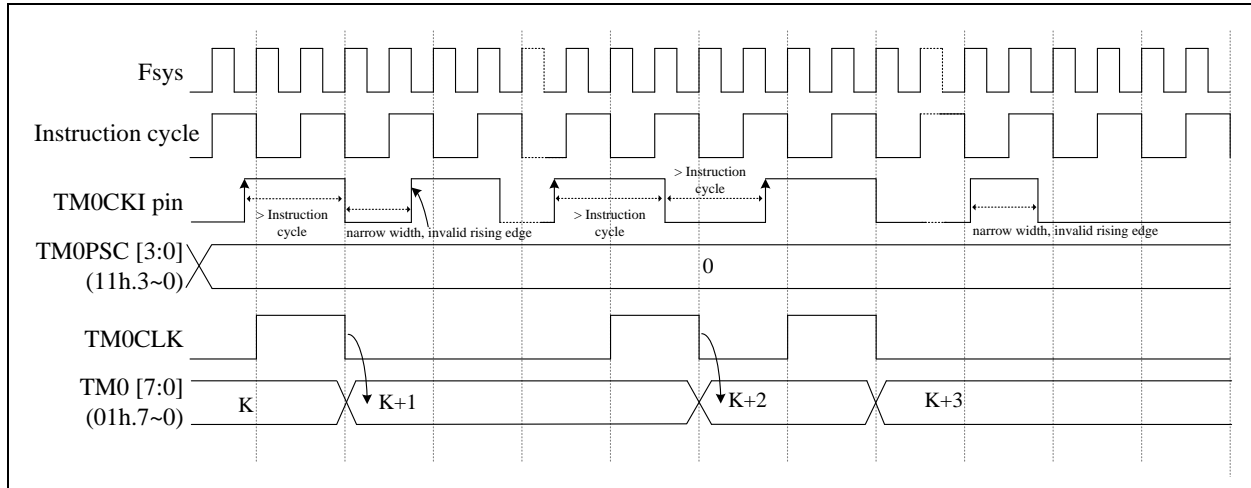 Fsys
Instruction cycle
TM0CKI pin
> Instruction
cycle
narrow width, invalid rising edge
> Instruction
cycle
> Instruction
cycle
narrow width, invalid rising edge
TM0PSC [3:0]
(11h.3~0)
0
TM0CLK
TM0 [7:0]
(01h.7~0)
K
K+1
K+2
K+3